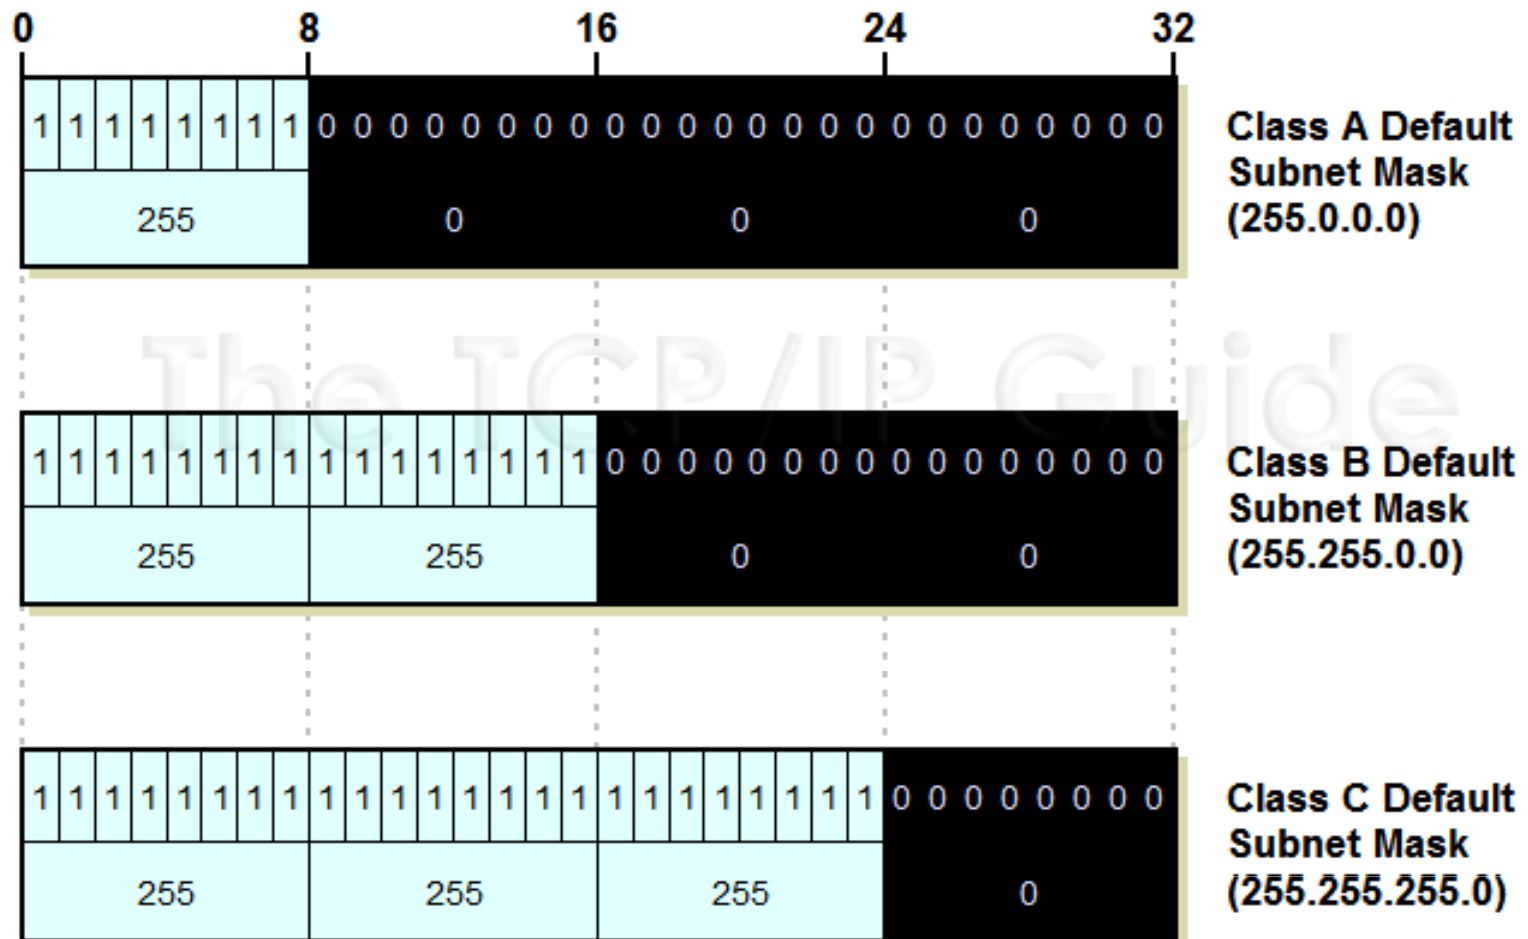 0 8 16 24 32
1 1 1 1 1 1 1 1 0 0 0 0 0 0 0 0 0 0 0 0 0 0 0 0 0 0 0 0 0 0 0 0
255 0 0 0
Class A Default
Subnet Mask
(255.0.0.0)
The TCP/IP Guide
1 1 1 1 1 1 1 1 1 1 1 1 1 1 1 1 0 0 0 0 0 0 0 0 0 0 0 0 0 0 0 0
255 255 0 0
Class B Default
Subnet Mask
(255.255.0.0)
1 1 1 1 1 1 1 1 1 1 1 1 1 1 1 1 1 1 1 1 1 1 1 1 0 0 0 0 0 0 0 0
255 255 255 0
Class C Default
Subnet Mask
(255.255.255.0)